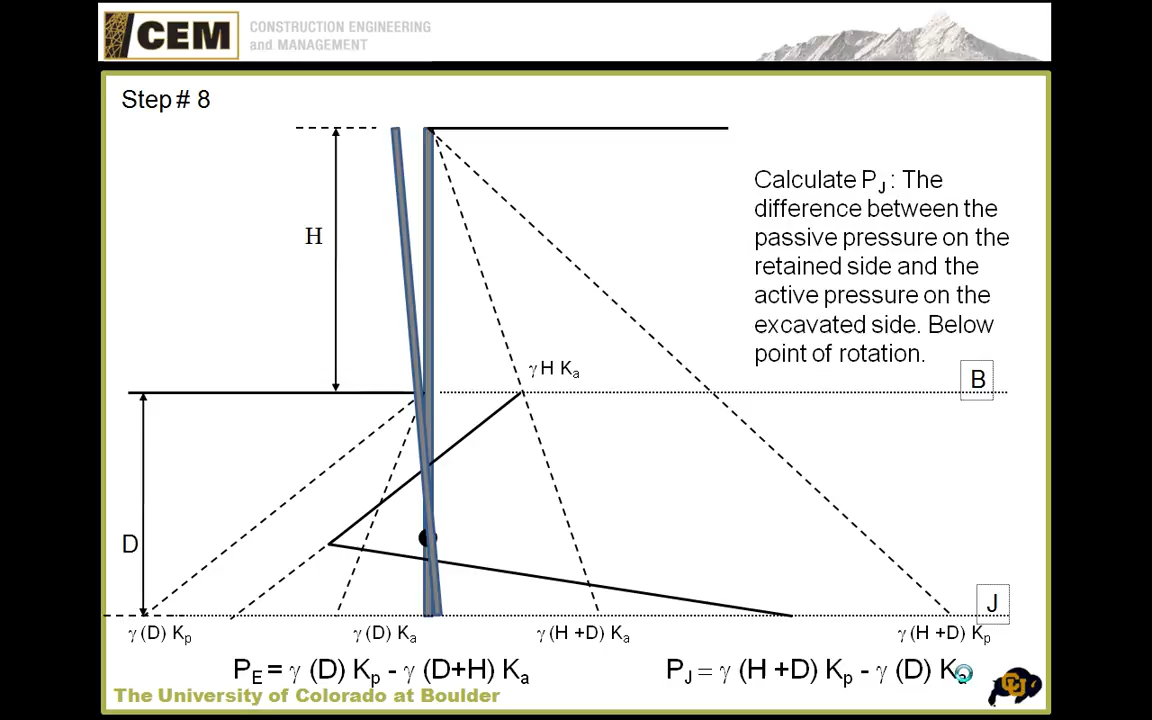 CEM
CONSTRUCTION ENGINEERING
and MANAGEMENT
Step # 8
H
Calculate PJ : The
difference between the
passive pressure on the
retained side and the
active pressure on the
excavated side. Below
point of rotation.
γ H Ka
B
D
J
γ (D) Kp
γ (D) Ka
γ (H +D) Ka
γ (H +D) Kp
PE = γ (D) Kp - γ (D+H) Ka
PJ = γ (H +D) Kp - γ (D) Ka
The University of Colorado at Boulder
CU